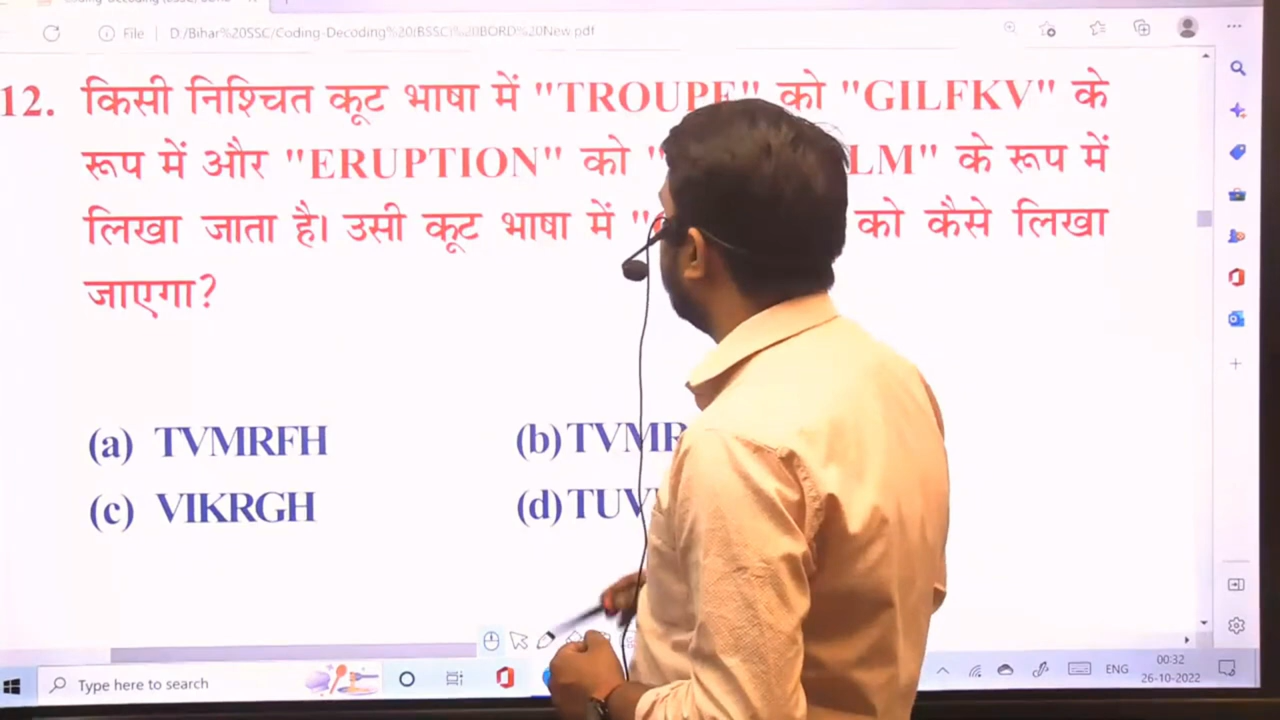 File D:/Bihar%20SSC/Coding-Decoding%20(BSSC)%20BORD%20New.pdf
12. किसी निश्चित कूट भाषा में "TROUPE" को "GILFKV" के
रूप में और "ERUPTION" को " LM" के रूप में
लिखा जाता है। उसी कूट भाषा में " को कैसे लिखा
जाएगा?
(a) TVMRFH (b) TVMR
(c) VIKRGH (d) TUV
Type here to search ENG 00:32
26-10-2022